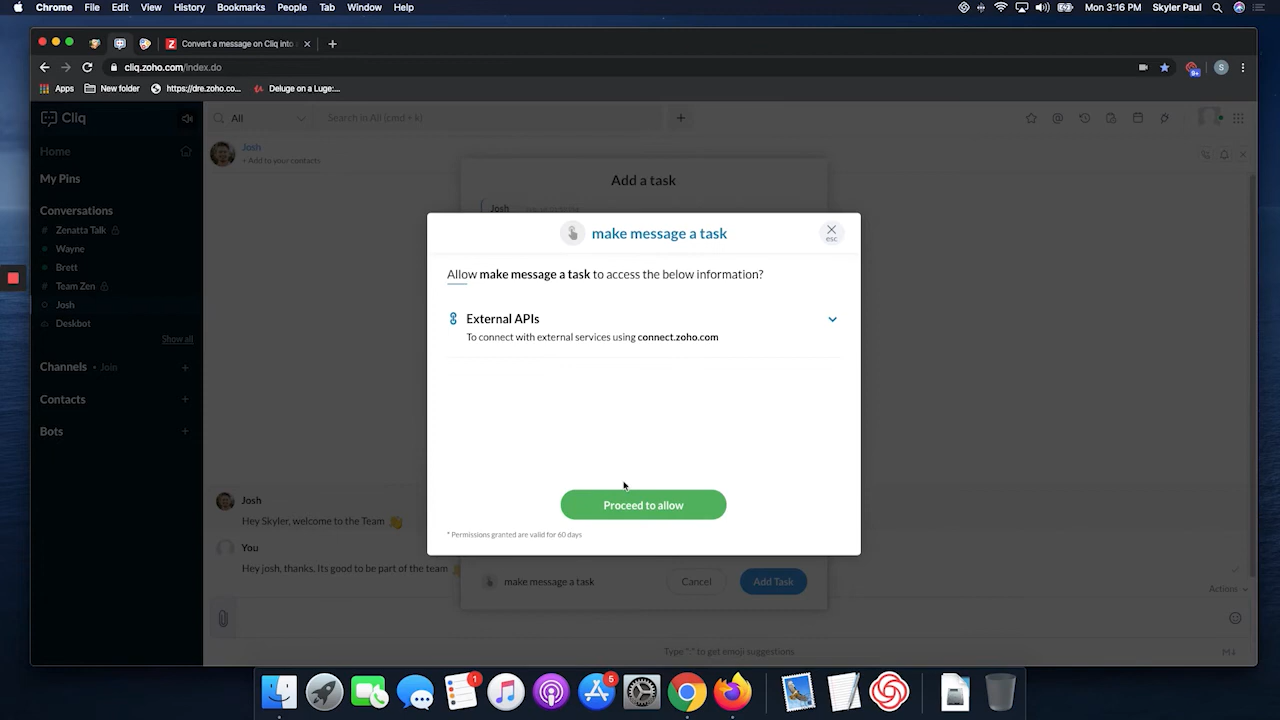 Chrome File Edit View History Bookmarks People Tab Window Help Mon 3:16 PM Skyler Paul
Convert a message on Cliq into
cliq.zoho.com/index.do 9+ S
Apps New folder https://dre.zoho.co... Deluge on a Luge:...
Cliq All Search in All (cmd + k)
Home
My Pins
Conversations
# Zenatta Talk
Wayne
Brett
# Team Zen
Josh
Deskbot
Show all
Channels • Join
Contacts
Bots
Josh
+ Add to your contacts
Add a task
Josh
make message a task
esc
Allow make message a task to access the below information?
External APIs
To connect with external services using connect.zoho.com
Proceed to allow
* Permissions granted are valid for 60 days
Josh
Hey Skyler, welcome to the Team
You
Hey josh, thanks. Its good to be part of the team
make message a task Cancel Add Task
Actions
Type ":" to get emoji suggestions.
M↓
1
5